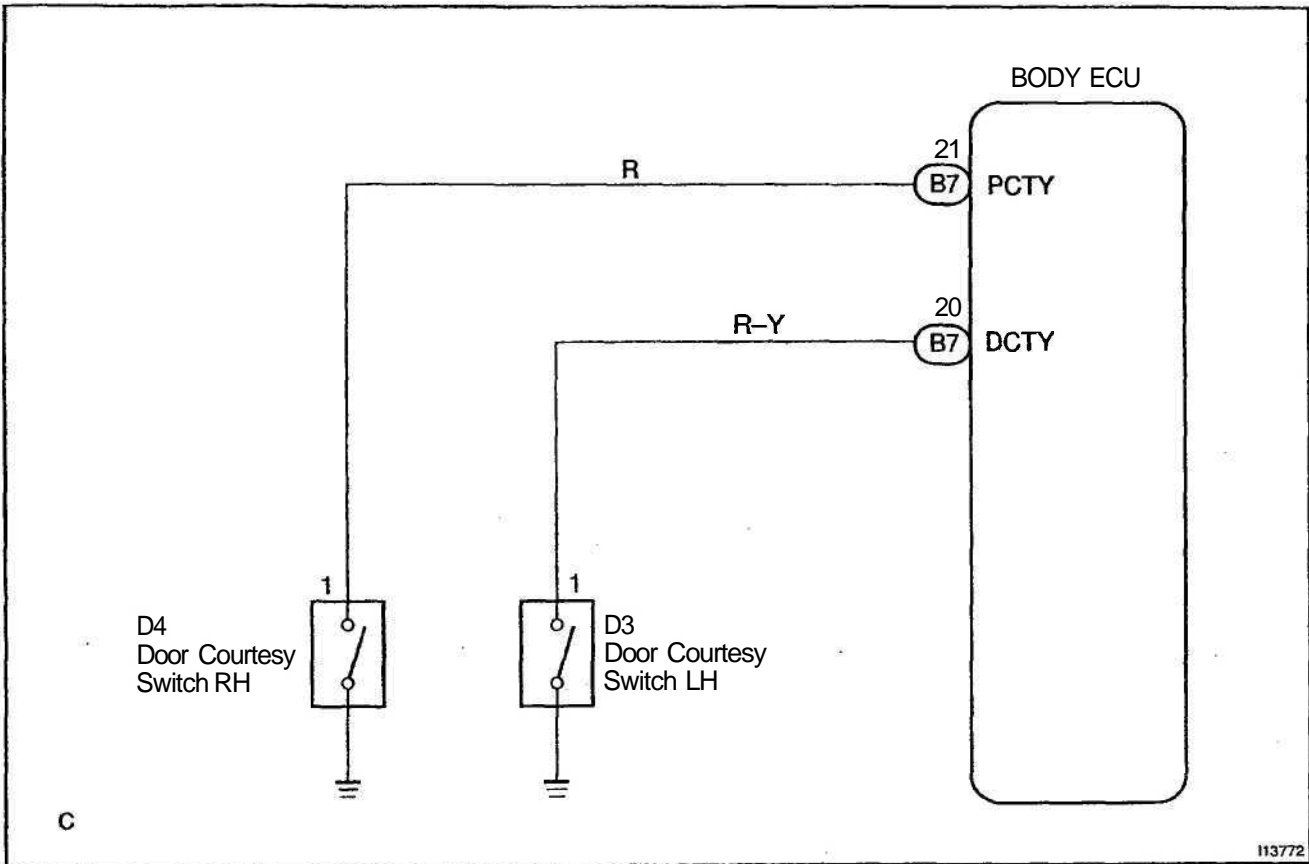 BODY ECU
21
R
B7
PCTY
20
R–Y
B7
DCTY
1
1
D4
Door Courtesy
Switch RH
D3
Door Courtesy
Switch LH
C
I13772